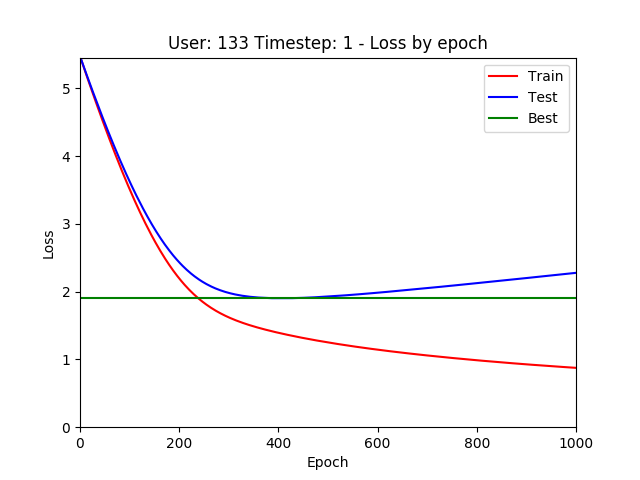 User: 133 Timestep: 1 - Loss by epoch
Train
Test
Best
Loss
5
4
3
2
1
0
0 200 400 600 800 1000
Epoch